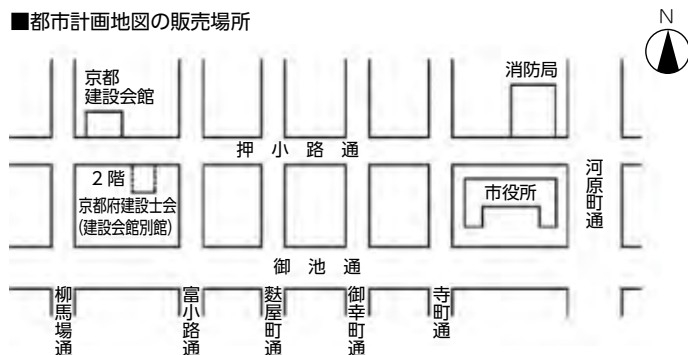 ■都市計画地図の販売場所
N
京都
建設会館
消防局
押小路通
2階
京都府建設士会
(建設会館別館)
市役所
河原町通
御池通
柳馬場通
富小路通
麩屋町通
御幸町通
寺町通